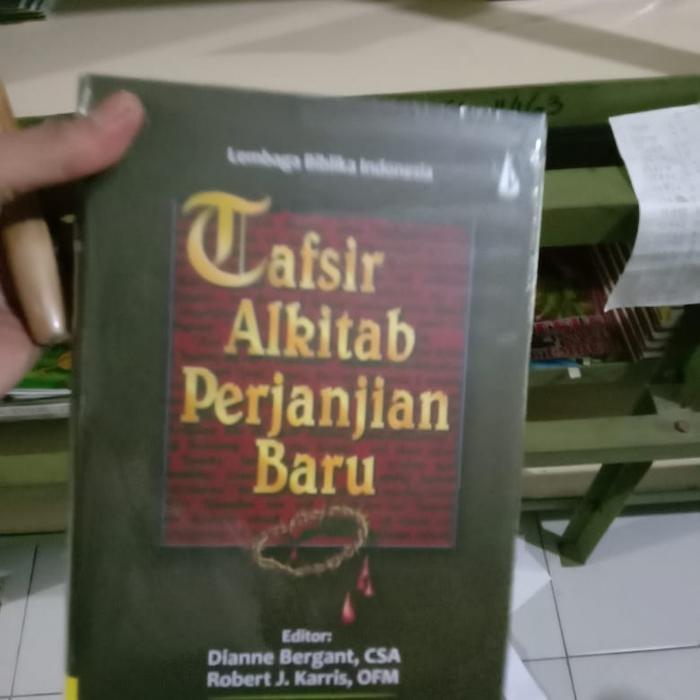 Lembaga Biblika Indonesia
Tafsir
Alkitab
Perjanjian
Baru
Editor:
Dianne Bergant, CSA
Robert J. Karris, OFM